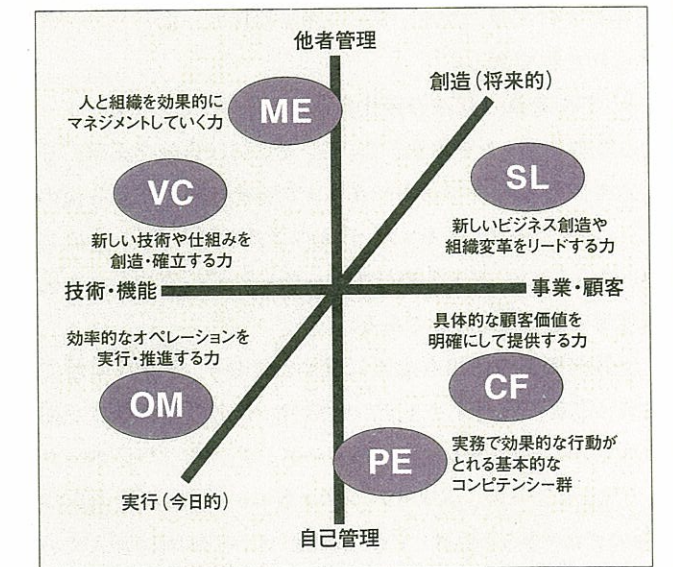 他者管理
創造（将来的）
人と組織を効果的に
マネジメントしていく力
ME
VC
新しい技術や仕組みを
創造・確立する力
SL
新しいビジネス創造や
組織変革をリードする力
技術・機能
事業・顧客
効率的なオペレーションを
実行・推進する力
OM
具体的な顧客価値を
明確にして提供する力
CF
PE
実務で効果的な行動が
とれる基本的な
コンピテンシー群
実行（今日的）
自己管理